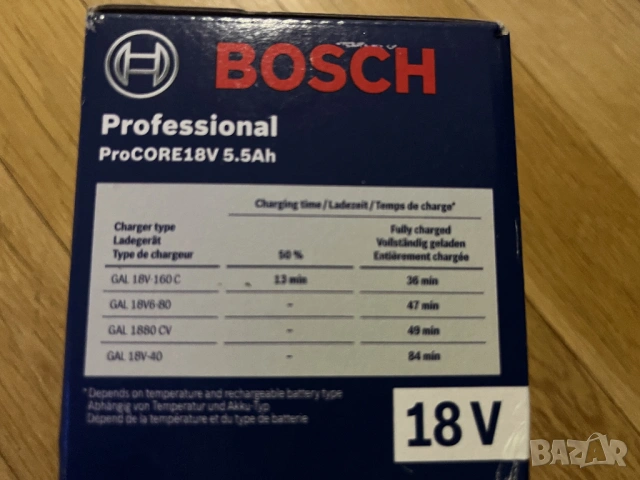 BOSCH
Professional
ProCORE18V 5.5Ah
Charging time / Ladezeit / Temps de charge*
Charger type
Ladegerät
Type de chargeur
50 %
Fully charged
Vollständig geladen
Entièrement chargée
GAL 18V-160 C 13 min 36 min
GAL 18V6-80 - 47 min
GAL 1880 CV - 49 min
GAL 18V-40 - 84 min
*Depends on temperature and rechargeable battery type
Abhängig von Temperatur und Akku-Typ
Dépend de la température et du type de batterie
18 V
BAZAR